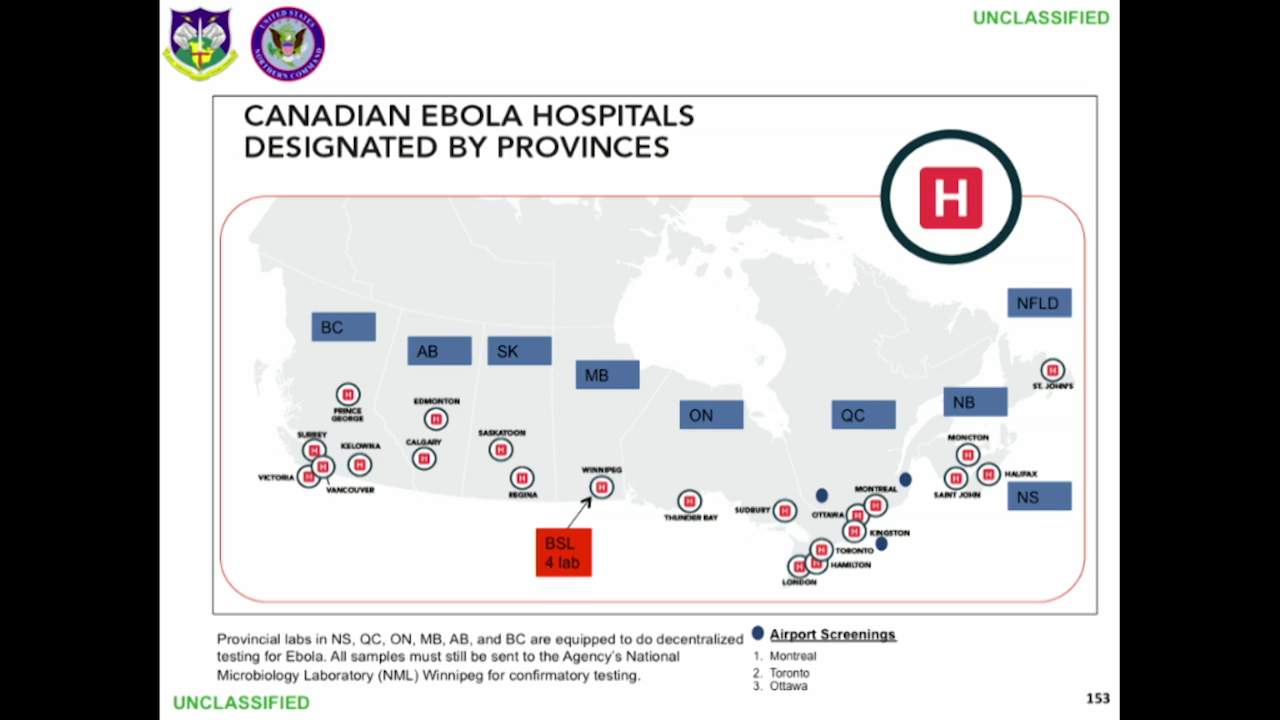 UNCLASSIFIED
UNITED STATES
NORTHERN COMMAND
CANADIAN EBOLA HOSPITALS
DESIGNATED BY PROVINCES
H
NFLD
BC
AB
SK
MB
ON
QC
NB
NS
PRINCE
GEORGE
SURREY
KELOWNA
VICTORIA
VANCOUVER
EDMONTON
CALGARY
SASKATOON
REGINA
WINNIPEG
BSL
4 lab
THUNDER BAY
SUDBURY
OTTAWA
MONTREAL
KINGSTON
TORONTO
HAMILTON
LONDON
MONCTON
SAINT JOHN
HALIFAX
ST. JOHN'S
Provincial labs in NS, QC, ON, MB, AB, and BC are equipped to do decentralized
testing for Ebola. All samples must still be sent to the Agency's National
Microbiology Laboratory (NML) Winnipeg for confirmatory testing.
Airport Screenings
1. Montreal
2. Toronto
3. Ottawa
153
UNCLASSIFIED